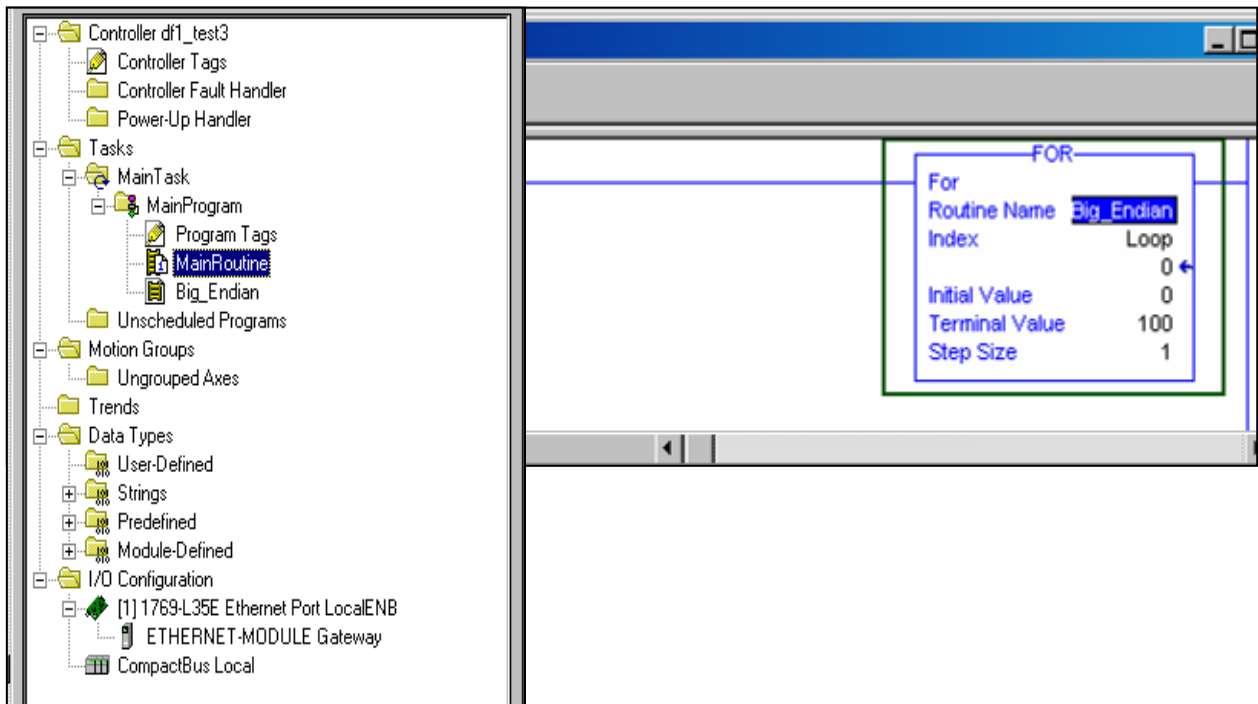 Controller df1_test3
Controller Tags
Controller Fault Handler
Power-Up Handler
Tasks
MainTask
MainProgram
Program Tags
MainRoutine
Big_Endian
Unscheduled Programs
Motion Groups
Ungrouped Axes
Trends
Data Types
User-Defined
Strings
Predefined
Module-Defined
I/O Configuration
[1] 1769-L35E Ethernet Port LocalENB
ETHERNET-MODULE Gateway
CompactBus Local
FOR
For
Routine Name Big_Endian
Index Loop
0
Initial Value 0
Terminal Value 100
Step Size 1